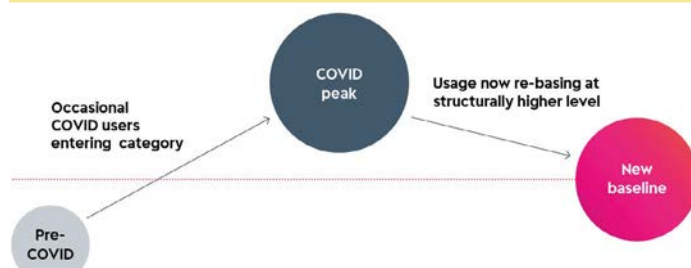 COVID
peak
Occasional
COVID users
entering category
Usage now re-basing at
structurally higher level
New
baseline
Pre-
COVID